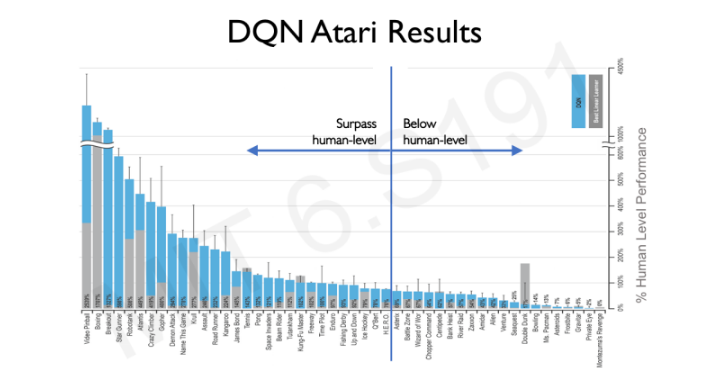 DQN Atari Results
Surpass
human-level
Below
human-level
DQN
Best Linear Learner
4500%
1000%
600%
500%
400%
300%
200%
100%
0%
% Human Level Performance
MIT 6.S191
Video Pinball
Boxing
Breakout
Star Gunner
Robotank
Atlantis
Crazy Climber
Gopher
Demon Attack
Name This Game
Krull
Assault
Road Runner
Kangaroo
James Bond
Tennis
Pong
Space Invaders
Beam Rider
Tutankham
Kung-Fu Master
Freeway
Time Pilot
Enduro
Fishing Derby
Up and Down
Ice Hockey
Q*Bert
H.E.R.O.
Asterix
Battle Zone
Wizard of Wor
Chopper Command
Centipede
Bank Heist
River Raid
Zaxxon
Amidar
Alien
Venture
Seaquest
Double Dunk
Bowling
Ms. Pacman
Asteroids
Frostbite
Gravitar
Private Eye
Montezuma's Revenge